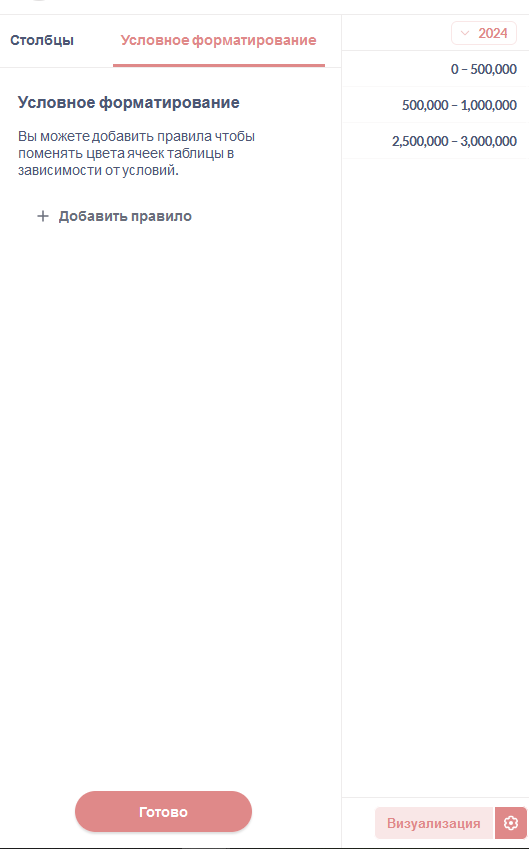 Столбцы
Условное форматирование
Условное форматирование
Вы можете добавить правила чтобы
поменять цвета ячеек таблицы в
зависимости от условий.
+ Добавить правило
Готово
2024
0 – 500,000
500,000 – 1,000,000
2,500,000 – 3,000,000
Визуализация